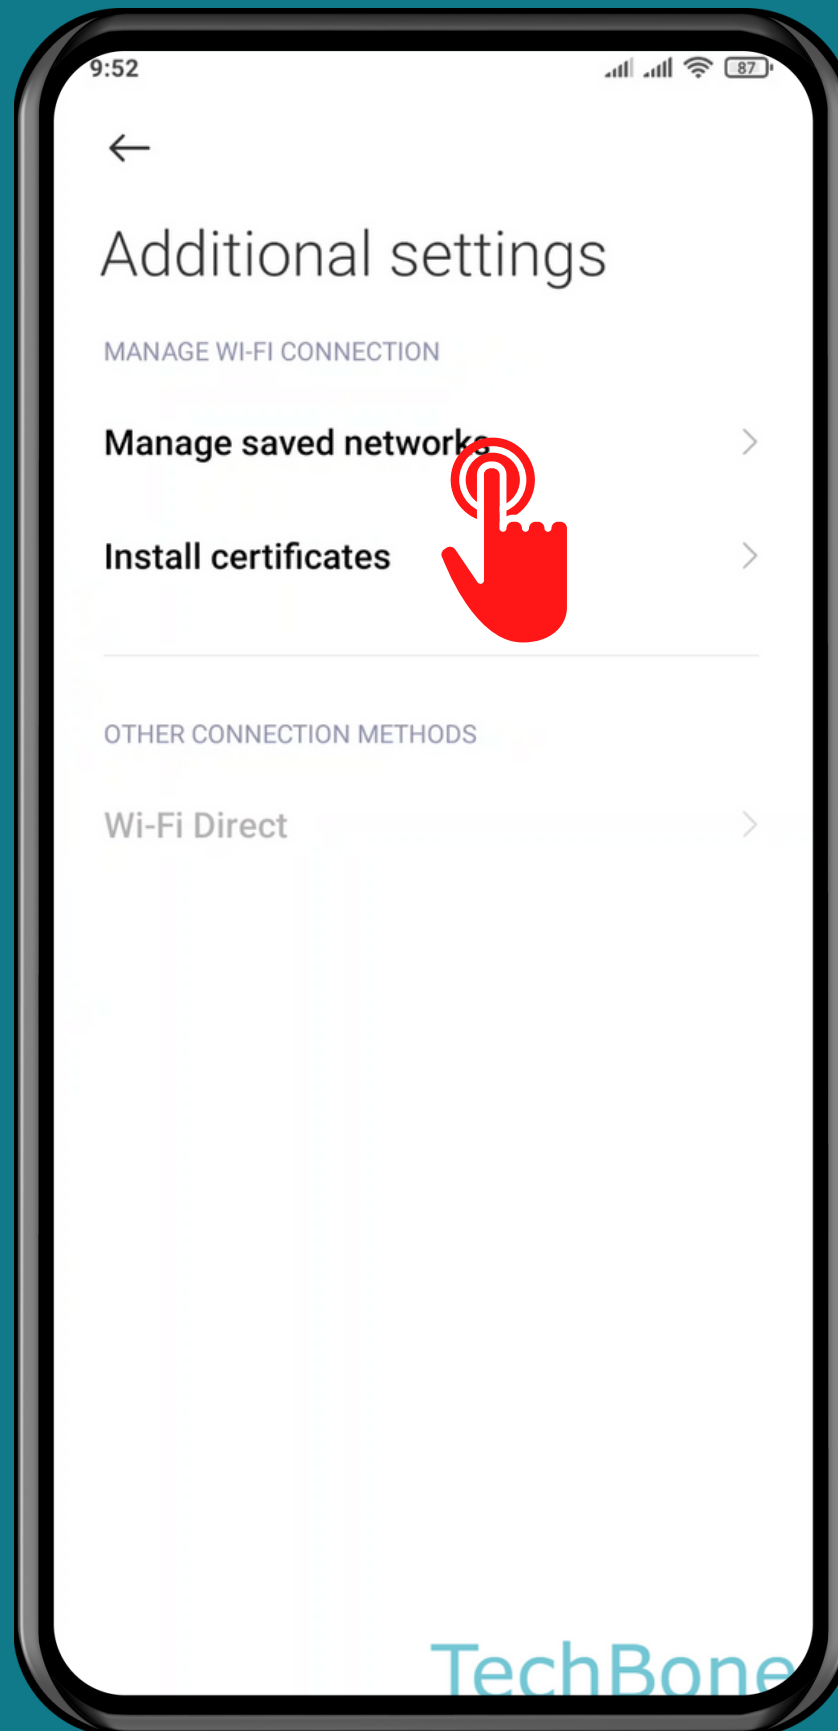 9:52
87
Additional settings
MANAGE WI-FI CONNECTION
Manage saved networks
Install certificates
OTHER CONNECTION METHODS
Wi-Fi Direct
TechBone